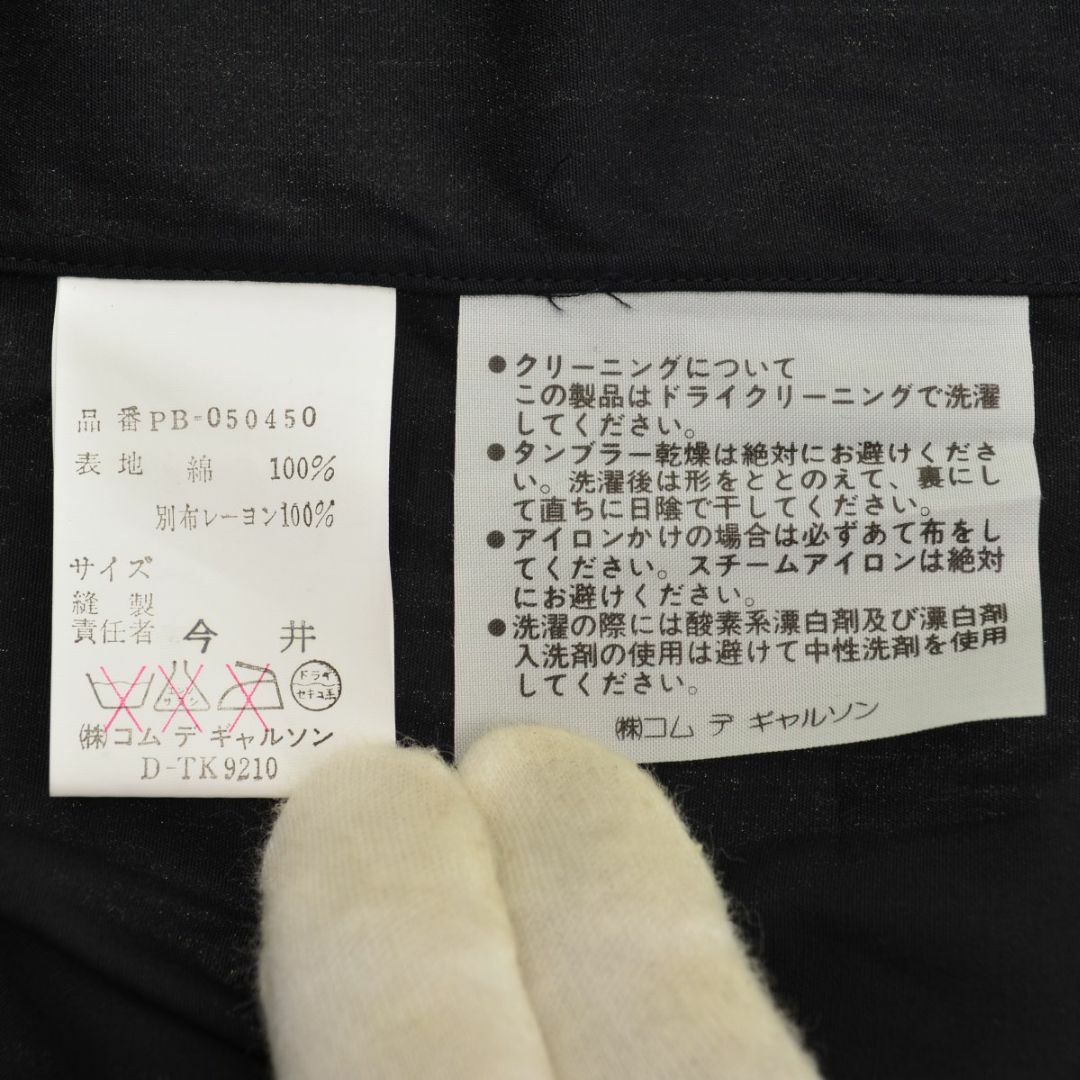 品番PB-050450
表地 綿 100%
別布レーヨン100%
サイズ
縫製
責任者 今井
エンソ サラシ
ドライ
セキユ系
㈱コム デ ギャルソン
D-TK9210
●クリーニングについて
この製品はドライクリーニングで洗濯
してください。
●タンブラー乾燥は絶対にお避けくださ
い。洗濯後は形をととのえて、裏にし
て直ちに日陰で干してください。
●アイロンかけの場合は必ずあて布をし
てください。スチームアイロンは絶対
にお避けください。
●洗濯の際には酸素系漂白剤及び漂白剤
入洗剤の使用は避けて中性洗剤を使用
してください。
㈱コム デ ギャルソン